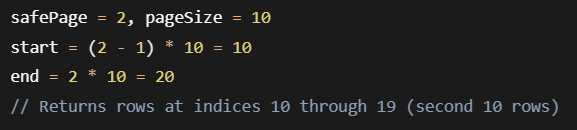 safePage = 2, pageSize = 10
start = (2 - 1) * 10 = 10
end = 2 * 10 = 20
// Returns rows at indices 10 through 19 (second 10 rows)